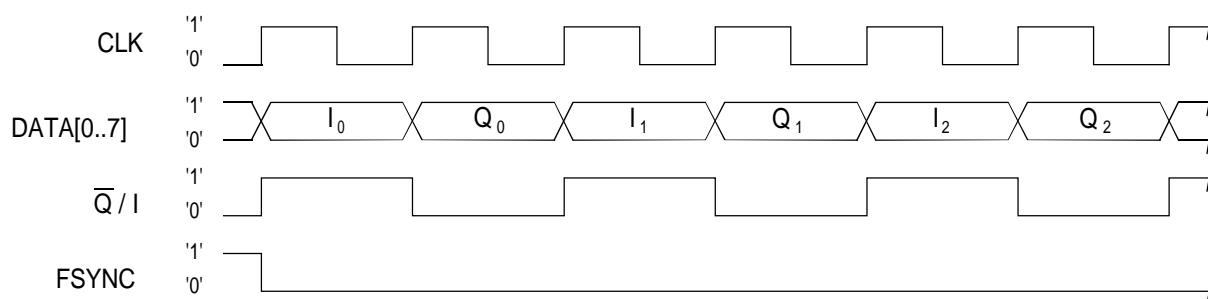 CLK '1' '0'
DATA[0..7] '1' '0' I₀ Q₀ I₁ Q₁ I₂ Q₂
Q̅ / I '1' '0'
FSYNC '1' '0'